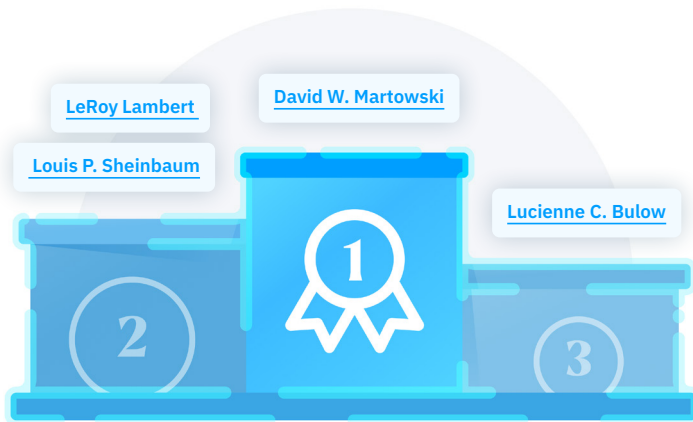 LeRoy Lambert
David W. Martowski
Louis P. Sheinbaum
Lucienne C. Bulow
1
2
3